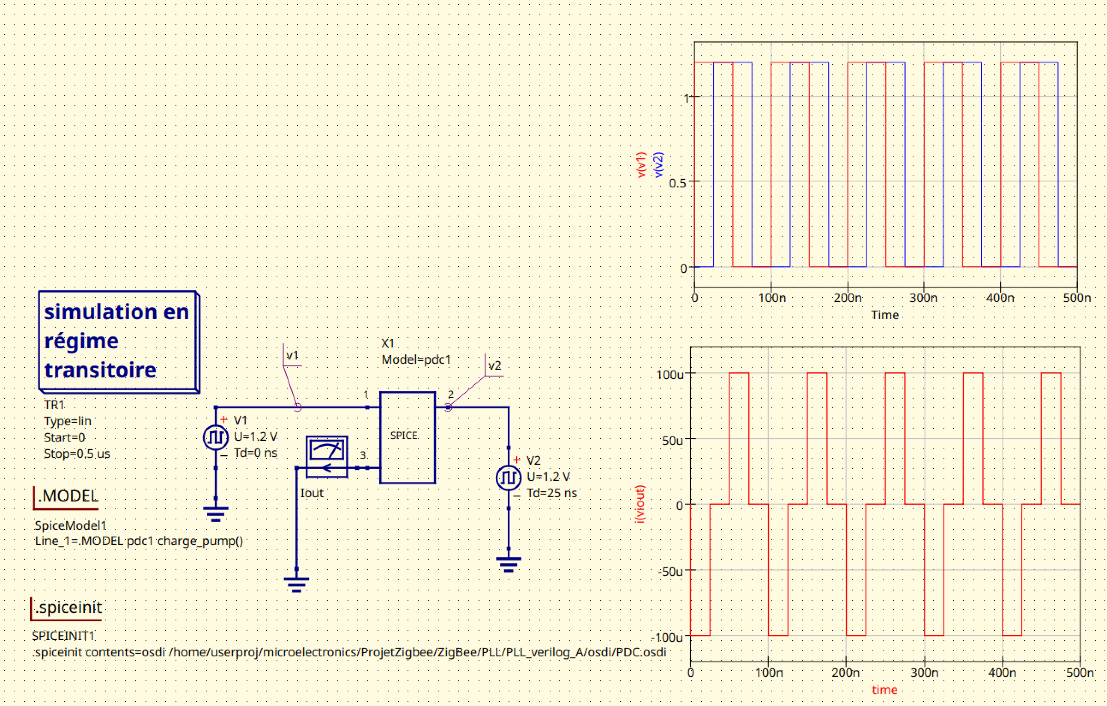 simulation en
régime
transitoire
TR1
Type=lin
Start=0
Stop=0.5 us
.MODEL
SpiceModel1
Line_1=.MODEL pdc1 charge_pump()
.spiceinit
SPICEINIT1
.spiceinit contents=osdi /home/userproj/microelectronics/ProjetZigbee/ZigBee/PLL/PLL_verilog_A/osdi/PDC.osdi
v1
X1
Model=pdc1
v2
1
2
3
SPICE
+
V1
U=1.2 V
Td=0 ns
−
Iout
+
V2
U=1.2 V
Td=25 ns
−
v(v1)
v(v2)
1
0.5
0
0
100n
200n
300n
400n
500n
Time
i(viout)
100u
50u
0
-50u
-100u
0
100n
200n
300n
400n
500n
time